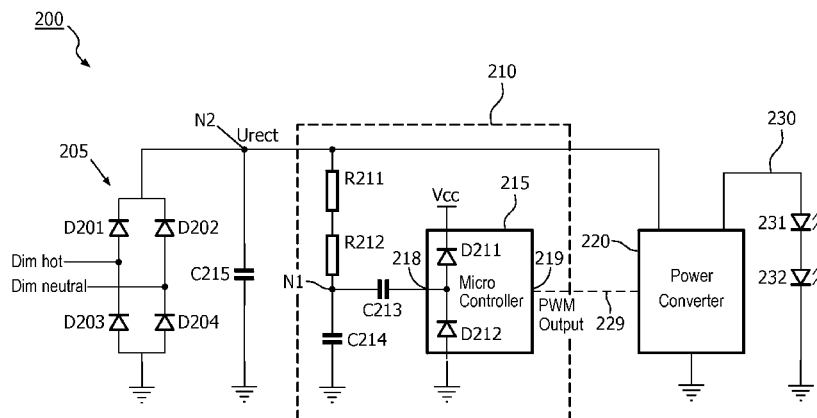 200
210
N2
Urect
230
205
R211
Vcc
215
D201
D202
D211
231
R212
218
219
220
Dim hot
Micro
Controller
Power
Converter
232
C215
N1
Dim neutral
C213
PWM
Output
229
D203
D204
C214
D212